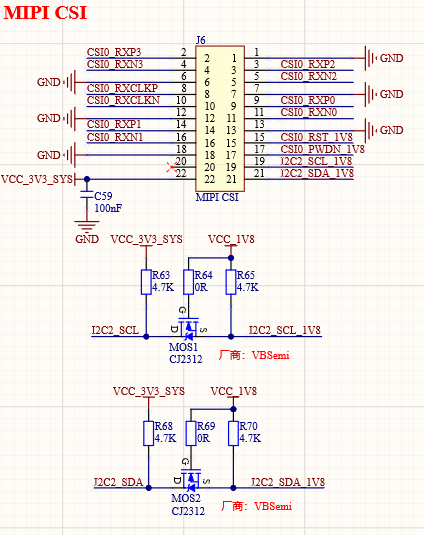 MIPI CSI
J6
CSI0_RXP3 2 2 1 1 GND
CSI0_RXN3 4 4 3 3 CSI0_RXP2
GND 6 6 5 5 CSI0_RXN2
CSI0_RXCLKP 8 8 7 7 GND
CSI0_RXCLKN 10 10 9 9 CSI0_RXP0
GND 12 12 11 11 CSI0_RXN0
CSI0_RXP1 14 14 13 13 GND
CSI0_RXN1 16 16 15 15 CSI0_RST_1V8
GND 18 18 17 17 CSI0_PWDN_1V8
20 20 19 19 I2C2_SCL_1V8
VCC_3V3_SYS 22 22 21 21 I2C2_SDA_1V8
C59
100nF
MIPI CSI
GND
VCC_3V3_SYS VCC_1V8
R63 R64 R65
4.7K 0R 4.7K
G
I2C2_SCL D S I2C2_SCL_1V8
MOS1
CJ2312
厂商：VBSemi
VCC_3V3_SYS VCC_1V8
R68 R69 R70
4.7K 0R 4.7K
G
I2C2_SDA D S I2C2_SDA_1V8
MOS2
CJ2312
厂商：VBSemi